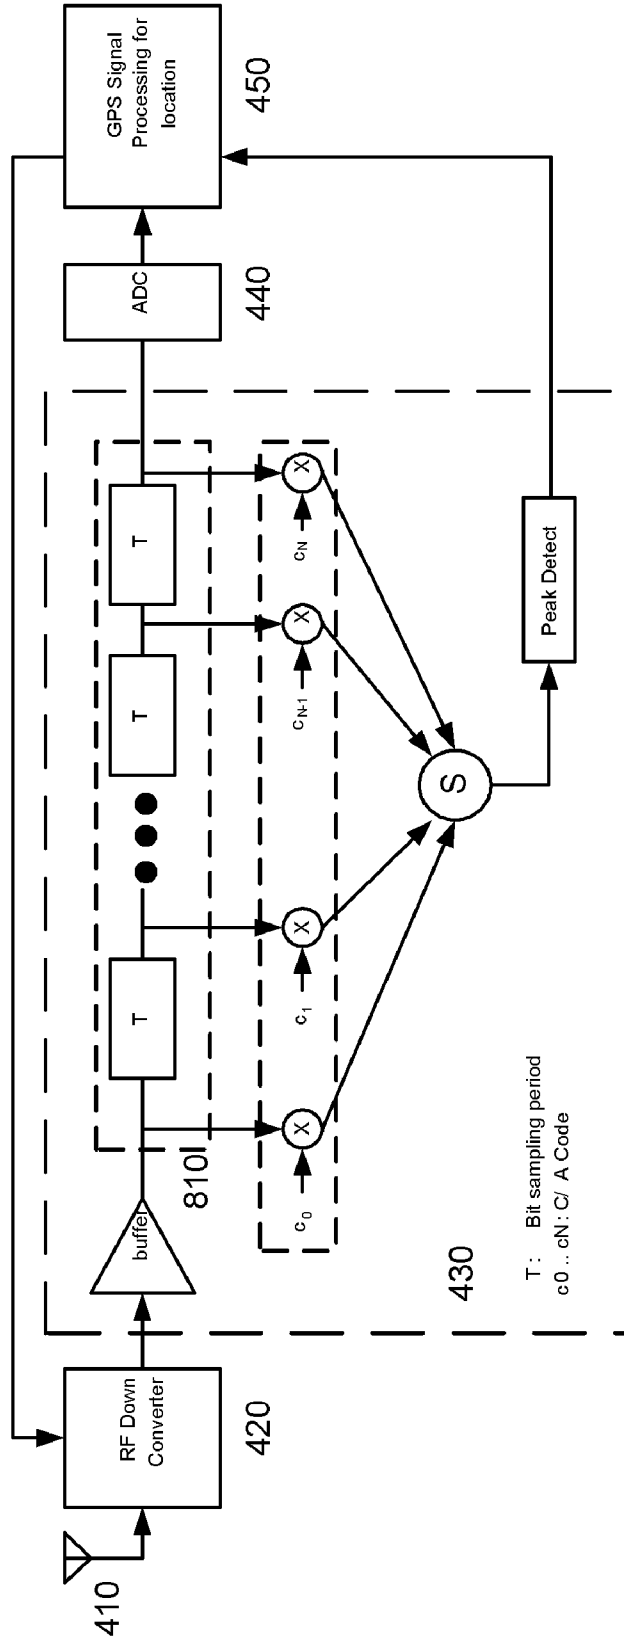 410
RF Down
Converter
420
buffer
810
T
T
T
ADC
440
GPS Signal
Processing for
location
450
c0
X
c1
X
cN-1
X
cN
X
S
Peak Detect
430
T : Bit sampling period
c0 .. cN : C/ A Code